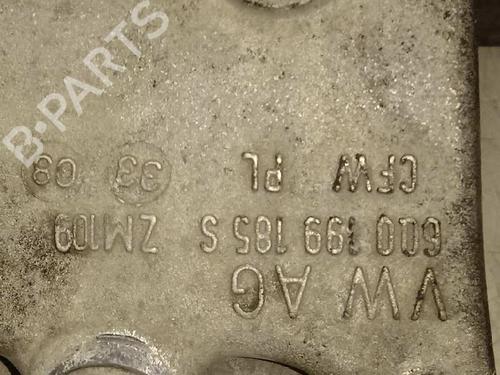 VW AG
6Q0 199 185 S ZM109
CFW PL 33 08
B-PARTS